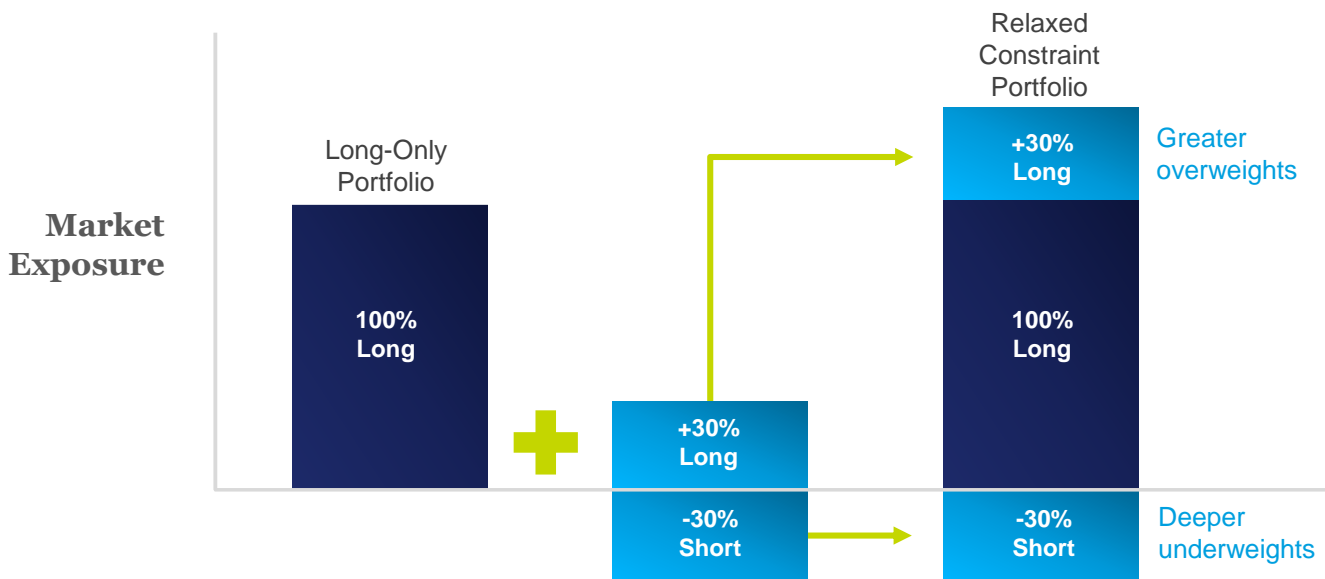 Market
Exposure
Long-Only
Portfolio
100%
Long
+30%
Long
-30%
Short
Relaxed
Constraint
Portfolio
+30%
Long
100%
Long
-30%
Short
Greater
overweights
Deeper
underweights